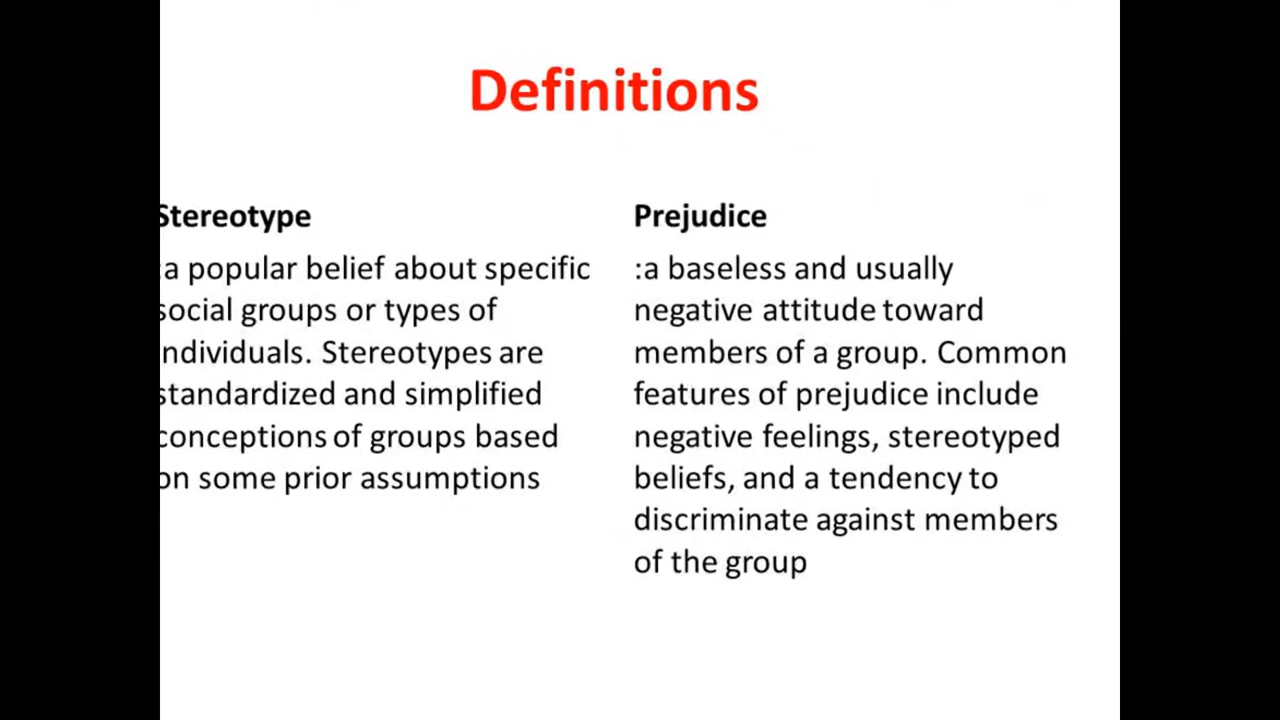 Definitions
Stereotype
:a popular belief about specific
social groups or types of
individuals. Stereotypes are
standardized and simplified
conceptions of groups based
on some prior assumptions
Prejudice
:a baseless and usually
negative attitude toward
members of a group. Common
features of prejudice include
negative feelings, stereotyped
beliefs, and a tendency to
discriminate against members
of the group